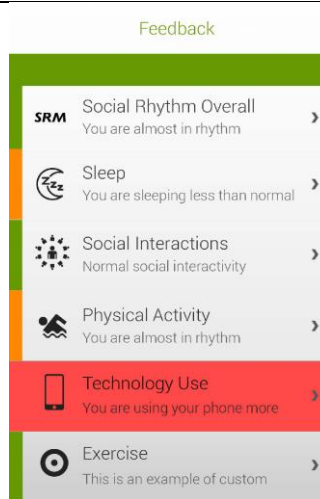 Feedback
SRM
Social Rhythm Overall
You are almost in rhythm
zzz
Sleep
You are sleeping less than normal
Social Interactions
Normal social interactivity
Physical Activity
You are almost in rhythm
Technology Use
You are using your phone more
Exercise
This is an example of custom